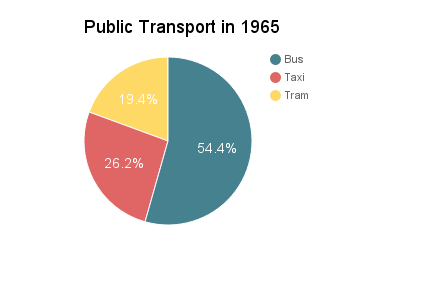 Public Transport in 1965
Bus
Taxi
Tram
19.4%
54.4%
26.2%